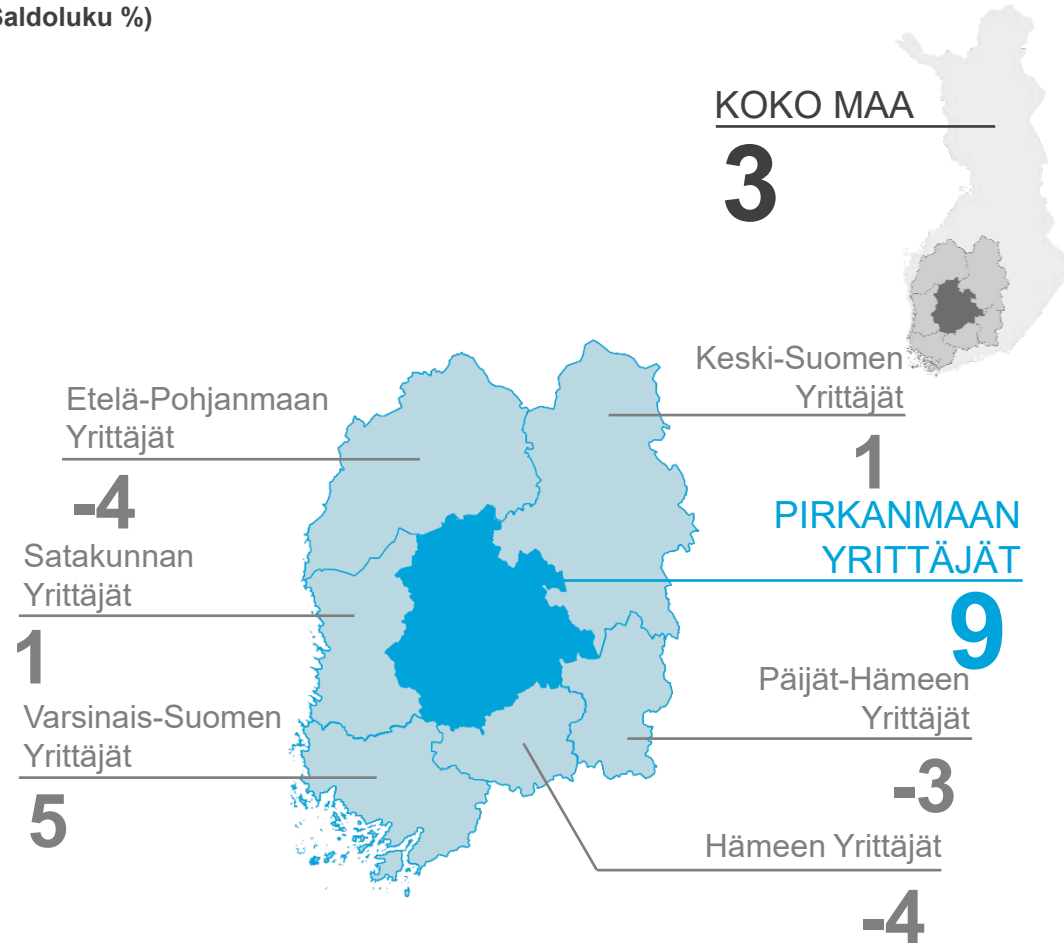 Saldoluku %)
KOKO MAA
3
Keski-Suomen
Yrittäjät
1
Etelä-Pohjanmaan
Yrittäjät
-4
PIRKANMAAN
YRITTÄJÄT
9
Satakunnan
Yrittäjät
1
Päijät-Hämeen
Yrittäjät
-3
Varsinais-Suomen
Yrittäjät
5
Hämeen Yrittäjät
-4